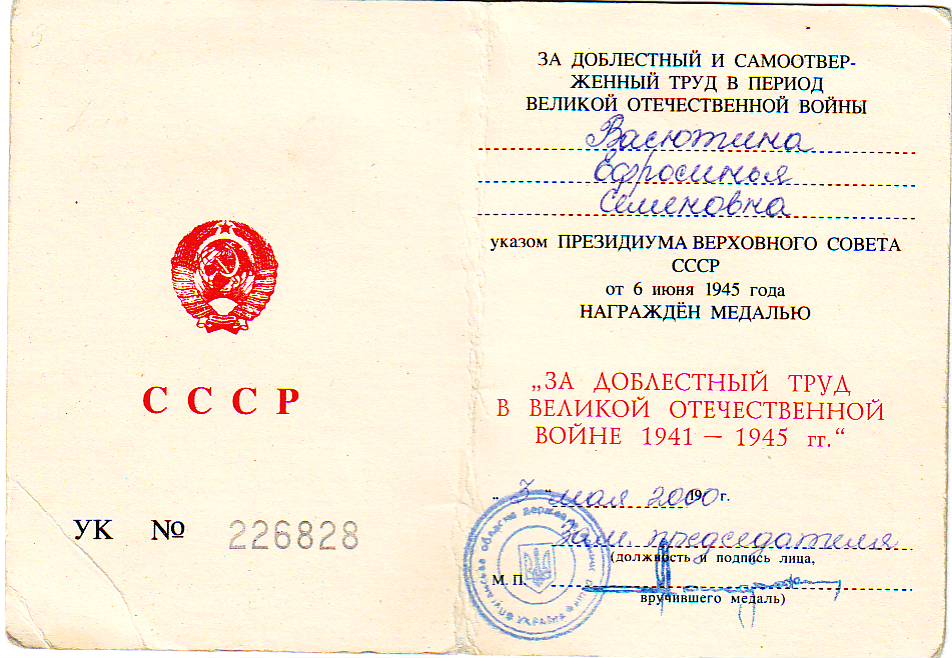 СССР
УК № 226828
ЗА ДОБЛЕСТНЫЙ И САМООТВЕР-
ЖЕННЫЙ ТРУД В ПЕРИОД
ВЕЛИКОЙ ОТЕЧЕСТВЕННОЙ ВОЙНЫ
Васютина
Ефросинья
Семеновна
указом ПРЕЗИДИУМА ВЕРХОВНОГО СОВЕТА
СССР
от 6 июня 1945 года
НАГРАЖДЁН МЕДАЛЬЮ
„ЗА ДОБЛЕСТНЫЙ ТРУД
В ВЕЛИКОЙ ОТЕЧЕСТВЕННОЙ
ВОЙНЕ 1941 — 1945 гг.“
„3" мая 2000 г.
Зам. председателя
(должность и подпись лица,
М. П.
вручившего медаль)
УКРАЇНА